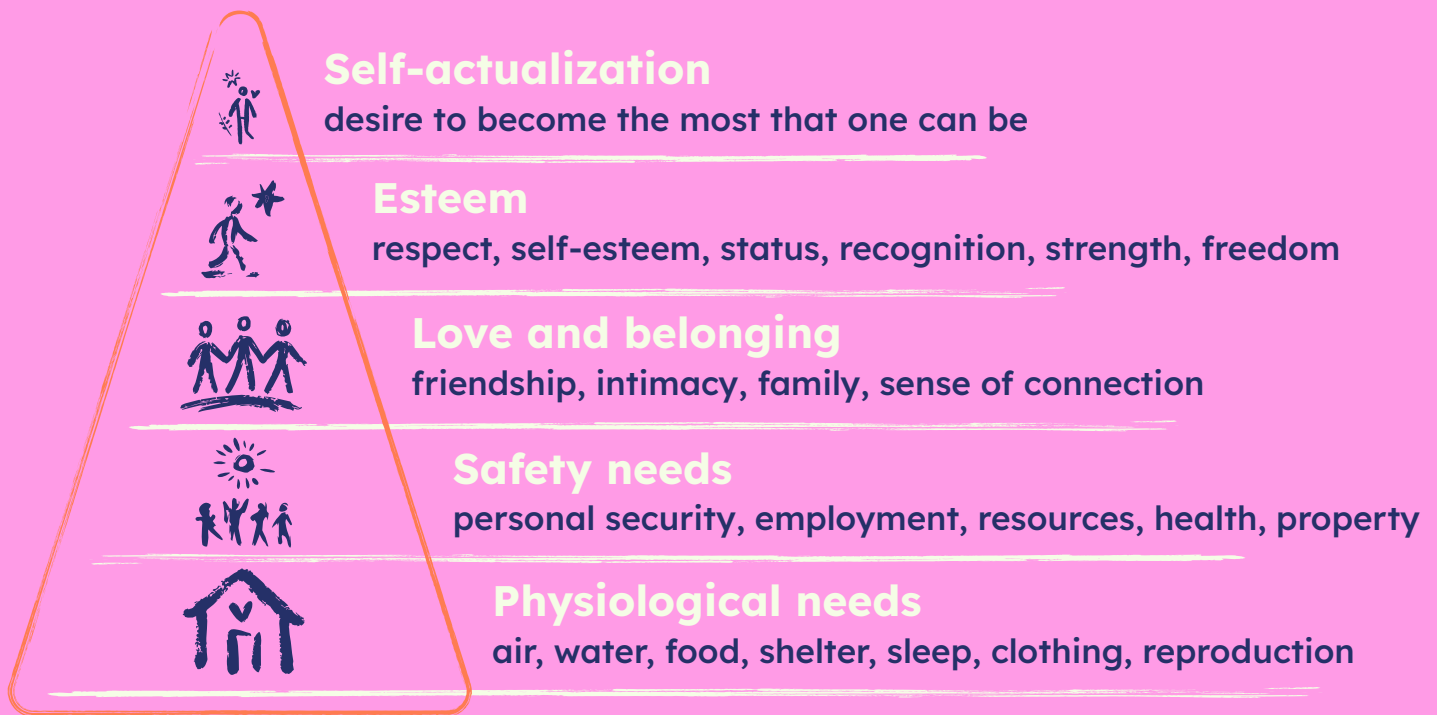 Self-actualization
desire to become the most that one can be
Esteem
respect, self-esteem, status, recognition, strength, freedom
Love and belonging
friendship, intimacy, family, sense of connection
Safety needs
personal security, employment, resources, health, property
Physiological needs
air, water, food, shelter, sleep, clothing, reproduction